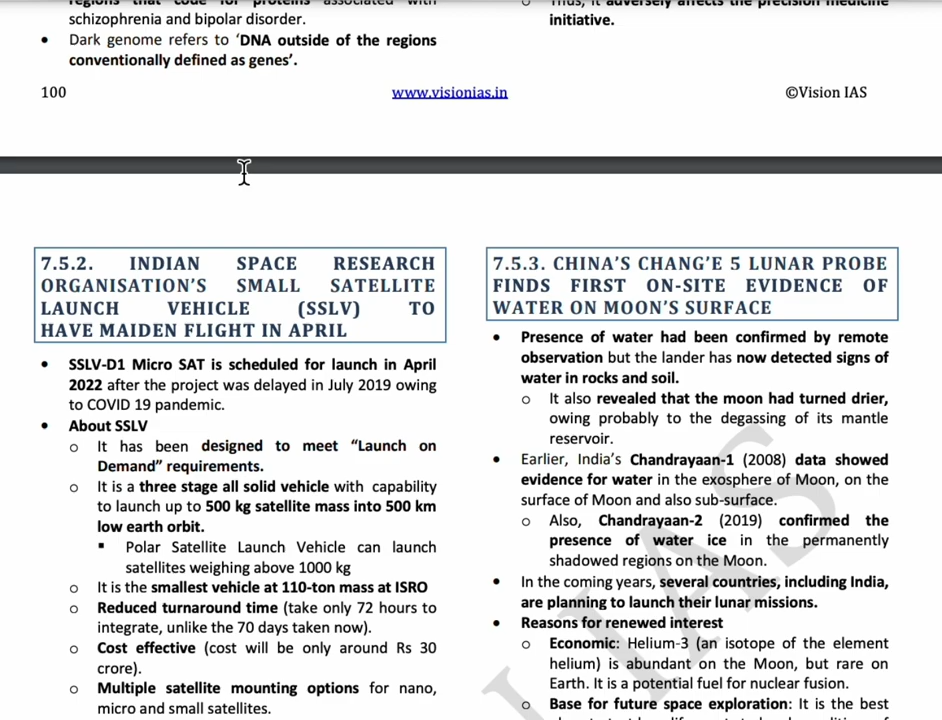 regions that code for proteins associated with
schizophrenia and bipolar disorder.
• Dark genome refers to ‘DNA outside of the regions
conventionally defined as genes’.
o Thus, it adversely affects the precision medicine
initiative.
100
www.visionias.in
©Vision IAS
7.5.2. INDIAN SPACE RESEARCH
ORGANISATION’S SMALL SATELLITE
LAUNCH VEHICLE (SSLV) TO
HAVE MAIDEN FLIGHT IN APRIL
• SSLV-D1 Micro SAT is scheduled for launch in April
2022 after the project was delayed in July 2019 owing
to COVID 19 pandemic.
• About SSLV
o It has been designed to meet “Launch on
Demand” requirements.
o It is a three stage all solid vehicle with capability
to launch up to 500 kg satellite mass into 500 km
low earth orbit.
▪ Polar Satellite Launch Vehicle can launch
satellites weighing above 1000 kg
o It is the smallest vehicle at 110-ton mass at ISRO
o Reduced turnaround time (take only 72 hours to
integrate, unlike the 70 days taken now).
o Cost effective (cost will be only around Rs 30
crore).
o Multiple satellite mounting options for nano,
micro and small satellites.
7.5.3. CHINA’S CHANG’E 5 LUNAR PROBE
FINDS FIRST ON-SITE EVIDENCE OF
WATER ON MOON’S SURFACE
• Presence of water had been confirmed by remote
observation but the lander has now detected signs of
water in rocks and soil.
o It also revealed that the moon had turned drier,
owing probably to the degassing of its mantle
reservoir.
• Earlier, India’s Chandrayaan-1 (2008) data showed
evidence for water in the exosphere of Moon, on the
surface of Moon and also sub-surface.
o Also, Chandrayaan-2 (2019) confirmed the
presence of water ice in the permanently
shadowed regions on the Moon.
• In the coming years, several countries, including India,
are planning to launch their lunar missions.
• Reasons for renewed interest
o Economic: Helium-3 (an isotope of the element
helium) is abundant on the Moon, but rare on
Earth. It is a potential fuel for nuclear fusion.
o Base for future space exploration: It is the best
IAS